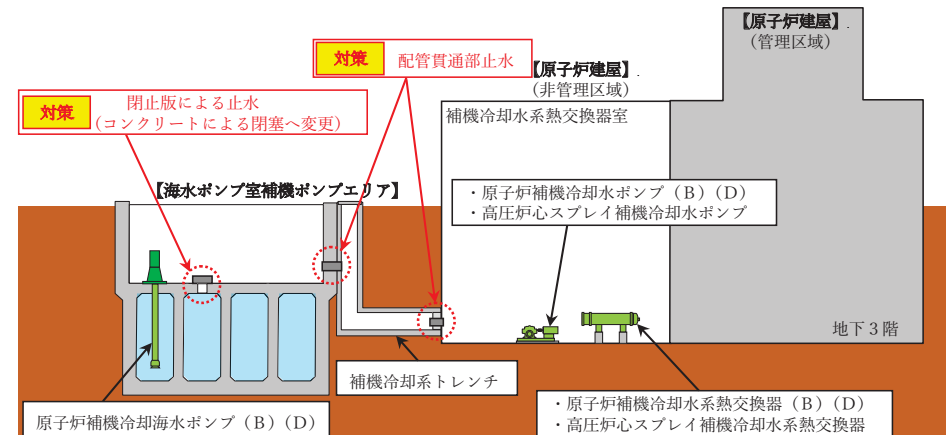 【原子炉建屋】.
(管理区域)
対策
配管貫通部止水
【原子炉建屋】.
(非管理区域)
対策
閉止版による止水
(コンクリートによる閉塞へ変更)
補機冷却水系熱交換器室
【海水ポンプ室補機ポンプエリア】
・原子炉補機冷却水ポンプ(B)(D)
・高圧炉心スプレイ補機冷却水ポンプ
地下3階
補機冷却系トレンチ
原子炉補機冷却海水ポンプ(B)(D)
・原子炉補機冷却水系熱交換器(B)(D)
・高圧炉心スプレイ補機冷却水系熱交換器